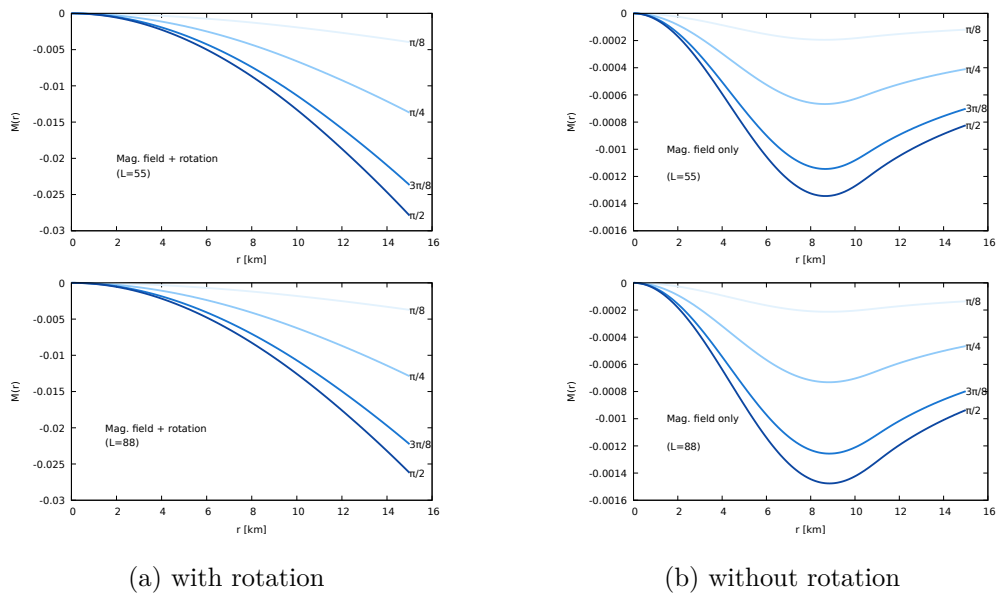 0
-0.005
-0.01
-0.015
-0.02
-0.025
-0.03
M(r)
π/8
π/4
3π/8
π/2
Mag. field + rotation
(L=55)
0 2 4 6 8 10 12 14 16
r [km]
0
-0.0002
-0.0004
-0.0006
-0.0008
-0.001
-0.0012
-0.0014
-0.0016
M(r)
π/8
π/4
3π/8
π/2
Mag. field only
(L=55)
0 2 4 6 8 10 12 14 16
r [km]
0
-0.005
-0.01
-0.015
-0.02
-0.025
-0.03
M(r)
π/8
π/4
3π/8
π/2
Mag. field + rotation
(L=88)
0 2 4 6 8 10 12 14 16
r [km]
0
-0.0002
-0.0004
-0.0006
-0.0008
-0.001
-0.0012
-0.0014
-0.0016
M(r)
π/8
π/4
3π/8
π/2
Mag. field only
(L=88)
0 2 4 6 8 10 12 14 16
r [km]
(a) with rotation
(b) without rotation